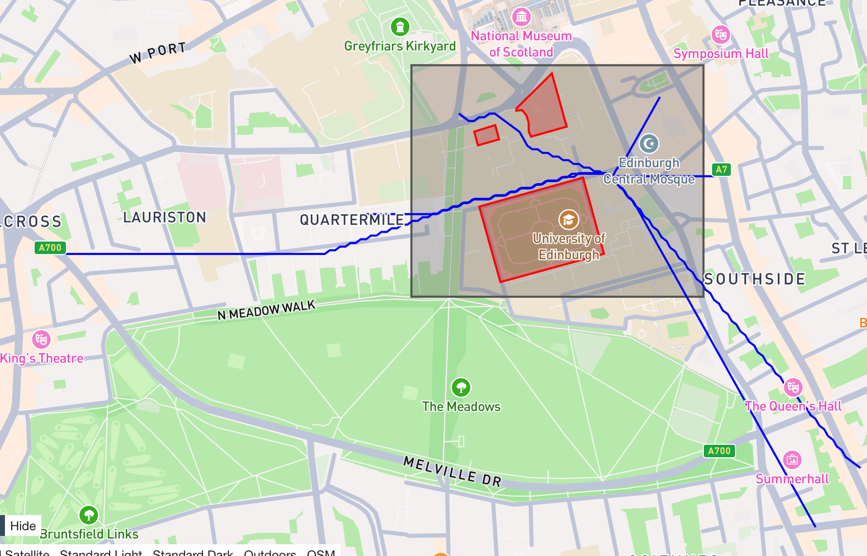 PLEASANCE
W PORT
Greyfriars Kirkyard
National Museum
of Scotland
Symposium Hall
Edinburgh
Central Mosque
A7
LAURISTON
QUARTERMILE
LCROSS
A700
University of
Edinburgh
ST LE
SOUTHSIDE
N MEADOW WALK
King's Theatre
The Meadows
The Queen's Hall
A700
MELVILLE DR
Summerhall
Hide
Bruntsfield Links
Satellite Standard Light Standard Dark Outdoors OSM